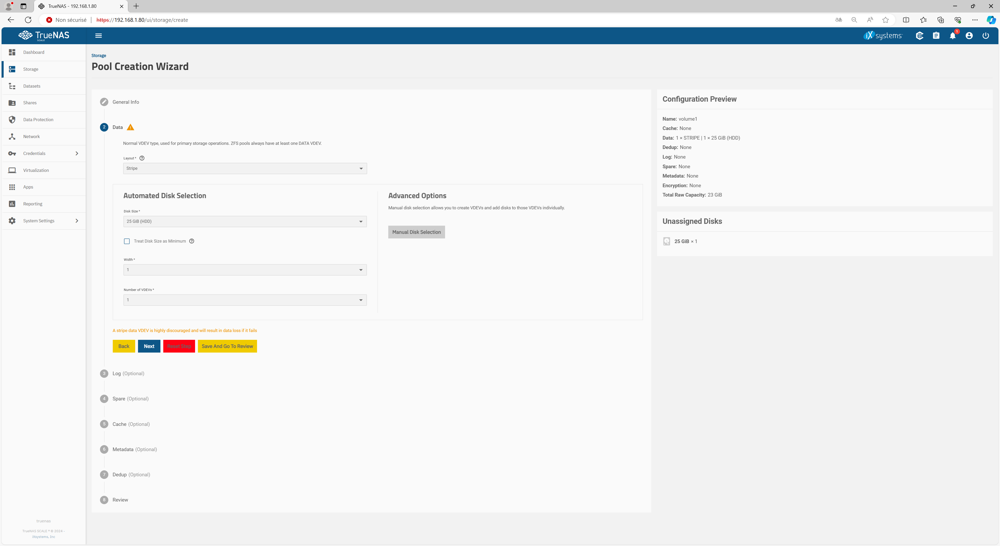 TrueNAS - 192.168.1.80
Non sécurisé | https://192.168.1.80/ui/storage/create
TrueNAS
SCALE
iX systems
1
Dashboard
Storage
Datasets
Shares
Data Protection
Network
Credentials
Virtualization
Apps
Reporting
System Settings
truenas
TrueNAS SCALE ® © 2024 -
iXsystems, Inc
Storage
Pool Creation Wizard
General Info
2 Data
Normal VDEV type, used for primary storage operations. ZFS pools always have at least one DATA VDEV.
Layout *
Stripe
Automated Disk Selection
Disk Size *
25 GiB (HDD)
Treat Disk Size as Minimum
Width *
1
Number of VDEVs *
1
Advanced Options
Manual disk selection allows you to create VDEVs and add disks to those VDEVs individually.
Manual Disk Selection
A stripe data VDEV is highly discouraged and will result in data loss if it fails
Back Next Reset Step Save And Go To Review
3 Log (Optional)
4 Spare (Optional)
5 Cache (Optional)
6 Metadata (Optional)
7 Dedup (Optional)
8 Review
Configuration Preview
Name: volume1
Cache: None
Data: 1 × STRIPE | 1 × 25 GiB (HDD)
Dedup: None
Log: None
Spare: None
Metadata: None
Encryption: None
Total Raw Capacity: 23 GiB
Unassigned Disks
25 GiB × 1